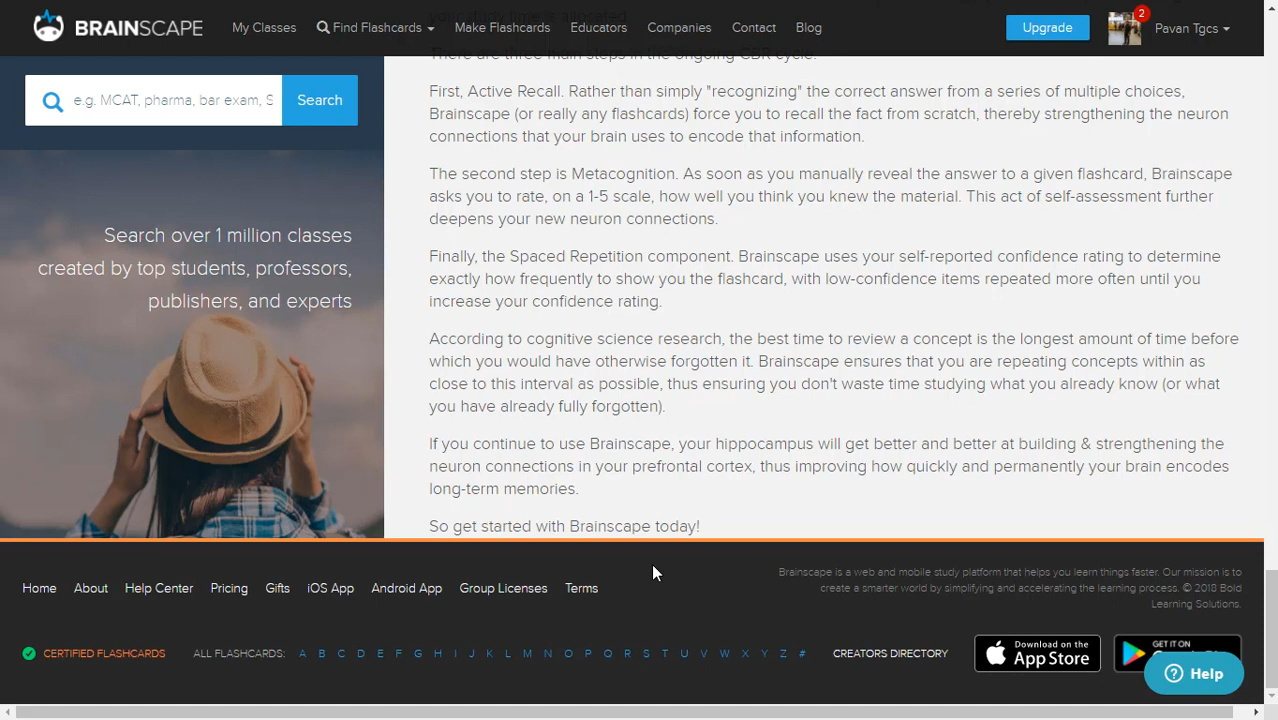 BRAINSCAPE
My Classes
Find Flashcards
Make Flashcards
Educators
Companies
Contact
Blog
Upgrade
2
Pavan Tgcs
e.g. MCAT, pharma, bar exam, S
Search
Search over 1 million classes
created by top students, professors,
publishers, and experts
There are three main steps in the ongoing CBR cycle.
First, Active Recall. Rather than simply "recognizing" the correct answer from a series of multiple choices,
Brainscape (or really any flashcards) force you to recall the fact from scratch, thereby strengthening the neuron
connections that your brain uses to encode that information.
The second step is Metacognition. As soon as you manually reveal the answer to a given flashcard, Brainscape
asks you to rate, on a 1-5 scale, how well you think you knew the material. This act of self-assessment further
deepens your new neuron connections.
Finally, the Spaced Repetition component. Brainscape uses your self-reported confidence rating to determine
exactly how frequently to show you the flashcard, with low-confidence items repeated more often until you
increase your confidence rating.
According to cognitive science research, the best time to review a concept is the longest amount of time before
which you would have otherwise forgotten it. Brainscape ensures that you are repeating concepts within as
close to this interval as possible, thus ensuring you don't waste time studying what you already know (or what
you have already fully forgotten).
If you continue to use Brainscape, your hippocampus will get better and better at building & strengthening the
neuron connections in your prefrontal cortex, thus improving how quickly and permanently your brain encodes
long-term memories.
So get started with Brainscape today!
Home
About
Help Center
Pricing
Gifts
iOS App
Android App
Group Licenses
Terms
Brainscape is a web and mobile study platform that helps you learn things faster. Our mission is to
create a smarter world by simplifying and accelerating the learning process. © 2018 Bold
Learning Solutions.
CERTIFIED FLASHCARDS
ALL FLASHCARDS: A B C D E F G H I J K L M N O P Q R S T U V W X Y Z #
CREATORS DIRECTORY
Download on the
App Store
GET IT ON
Help